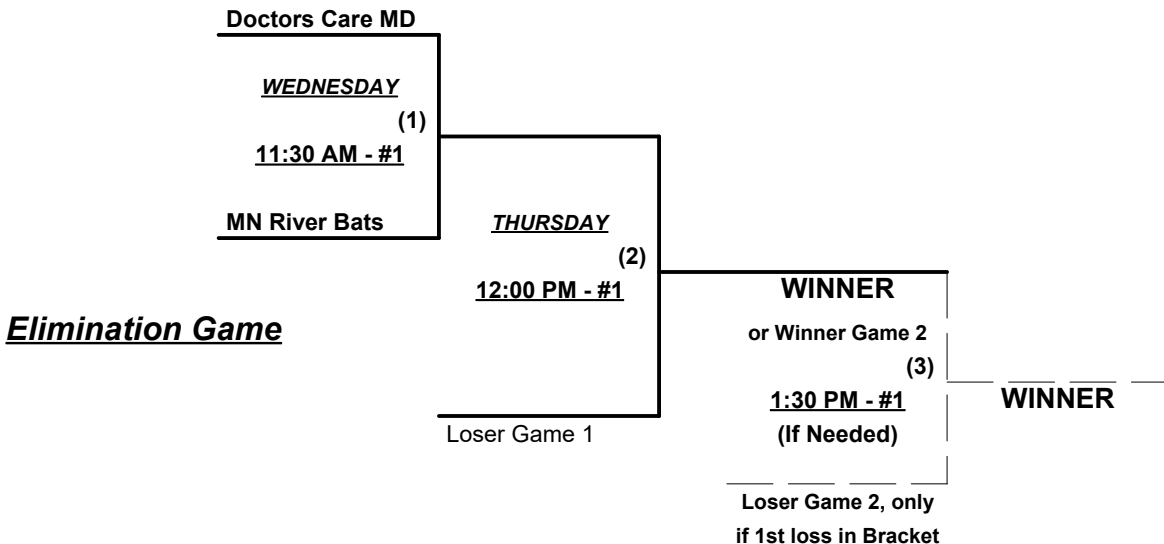 Doctors Care MD
WEDNESDAY
(1)
11:30 AM - #1
MN River Bats
THURSDAY
(2)
12:00 PM - #1
WINNER
Elimination Game
or Winner Game 2
(3)
1:30 PM - #1
WINNER
(If Needed)
Loser Game 1
Loser Game 2, only
if 1st loss in Bracket